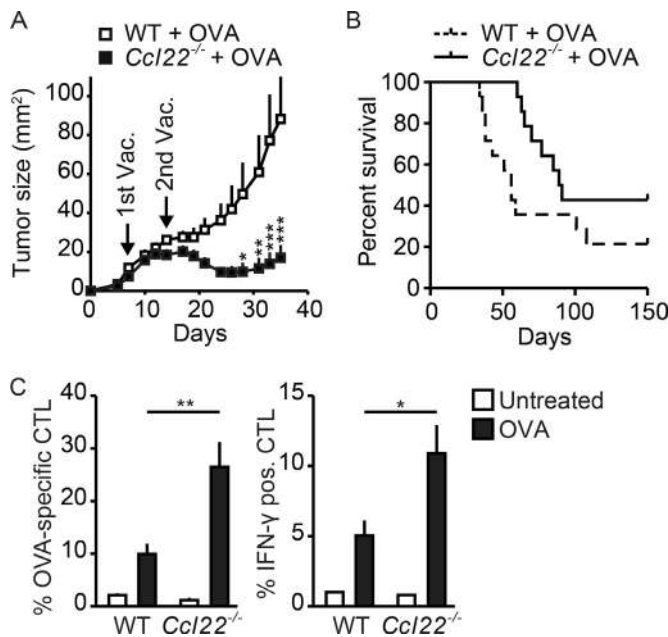 A
WT + OVA
Ccl22-/- + OVA
Tumor size (mm²)
100
80
60
40
20
0
1st Vac.
2nd Vac.
*
**
****
***
0
10
20
30
40
Days
B
WT + OVA
Ccl22-/- + OVA
Percent survival
100
80
60
40
20
0
0
50
100
150
Days
C
% OVA-specific CTL
40
30
20
10
0
**
WT Ccl22-/-
% IFN-γ pos. CTL
15
10
5
0
*
WT Ccl22-/-
Untreated
OVA